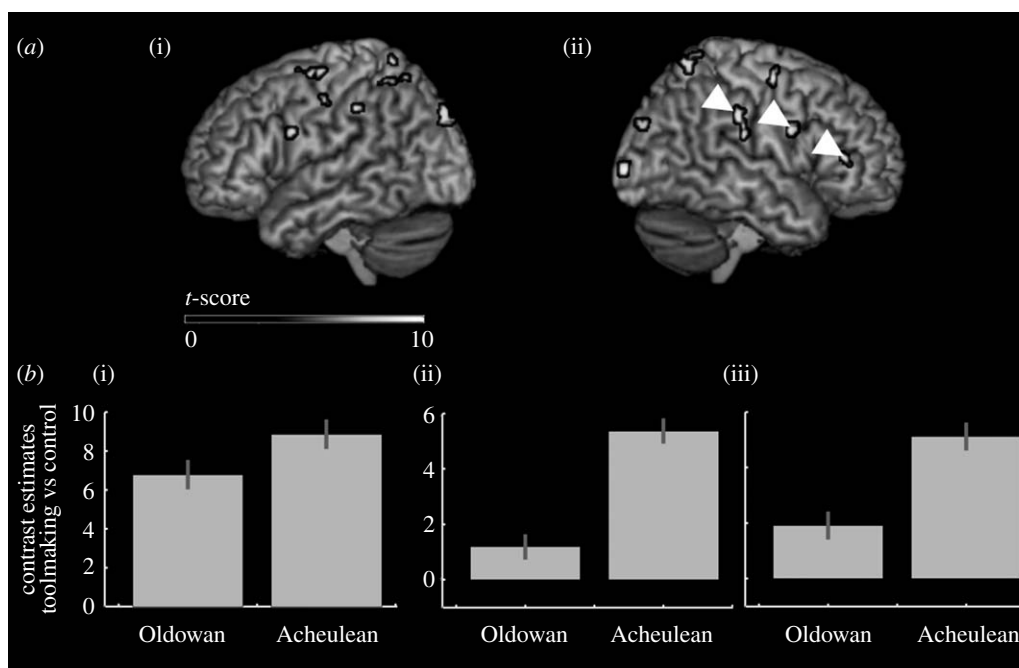 (a) (i) (ii)
t-score
0 10
(b) (i) (ii) (iii)
contrast estimates
toolmaking vs control
10
8
6
4
2
0
6
4
2
0
Oldowan Acheulean Oldowan Acheulean Oldowan Acheulean